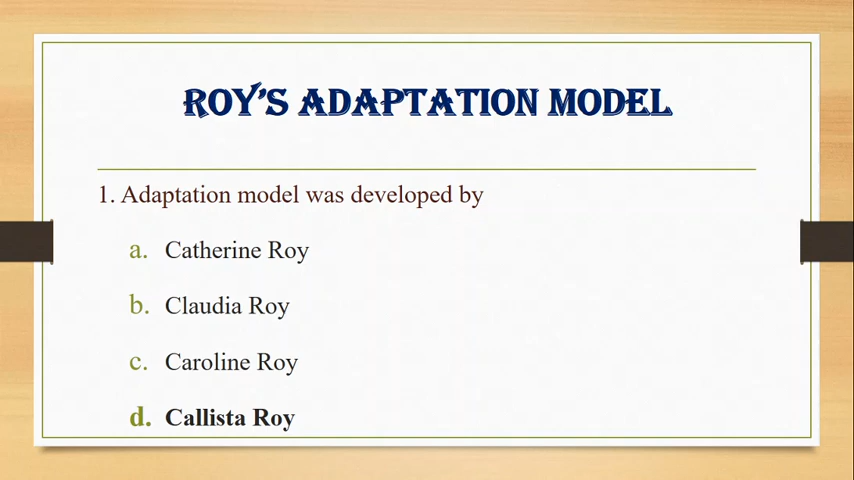 ROY'S ADAPTATION MODEL
1. Adaptation model was developed by
a. Catherine Roy
b. Claudia Roy
c. Caroline Roy
d. Callista Roy